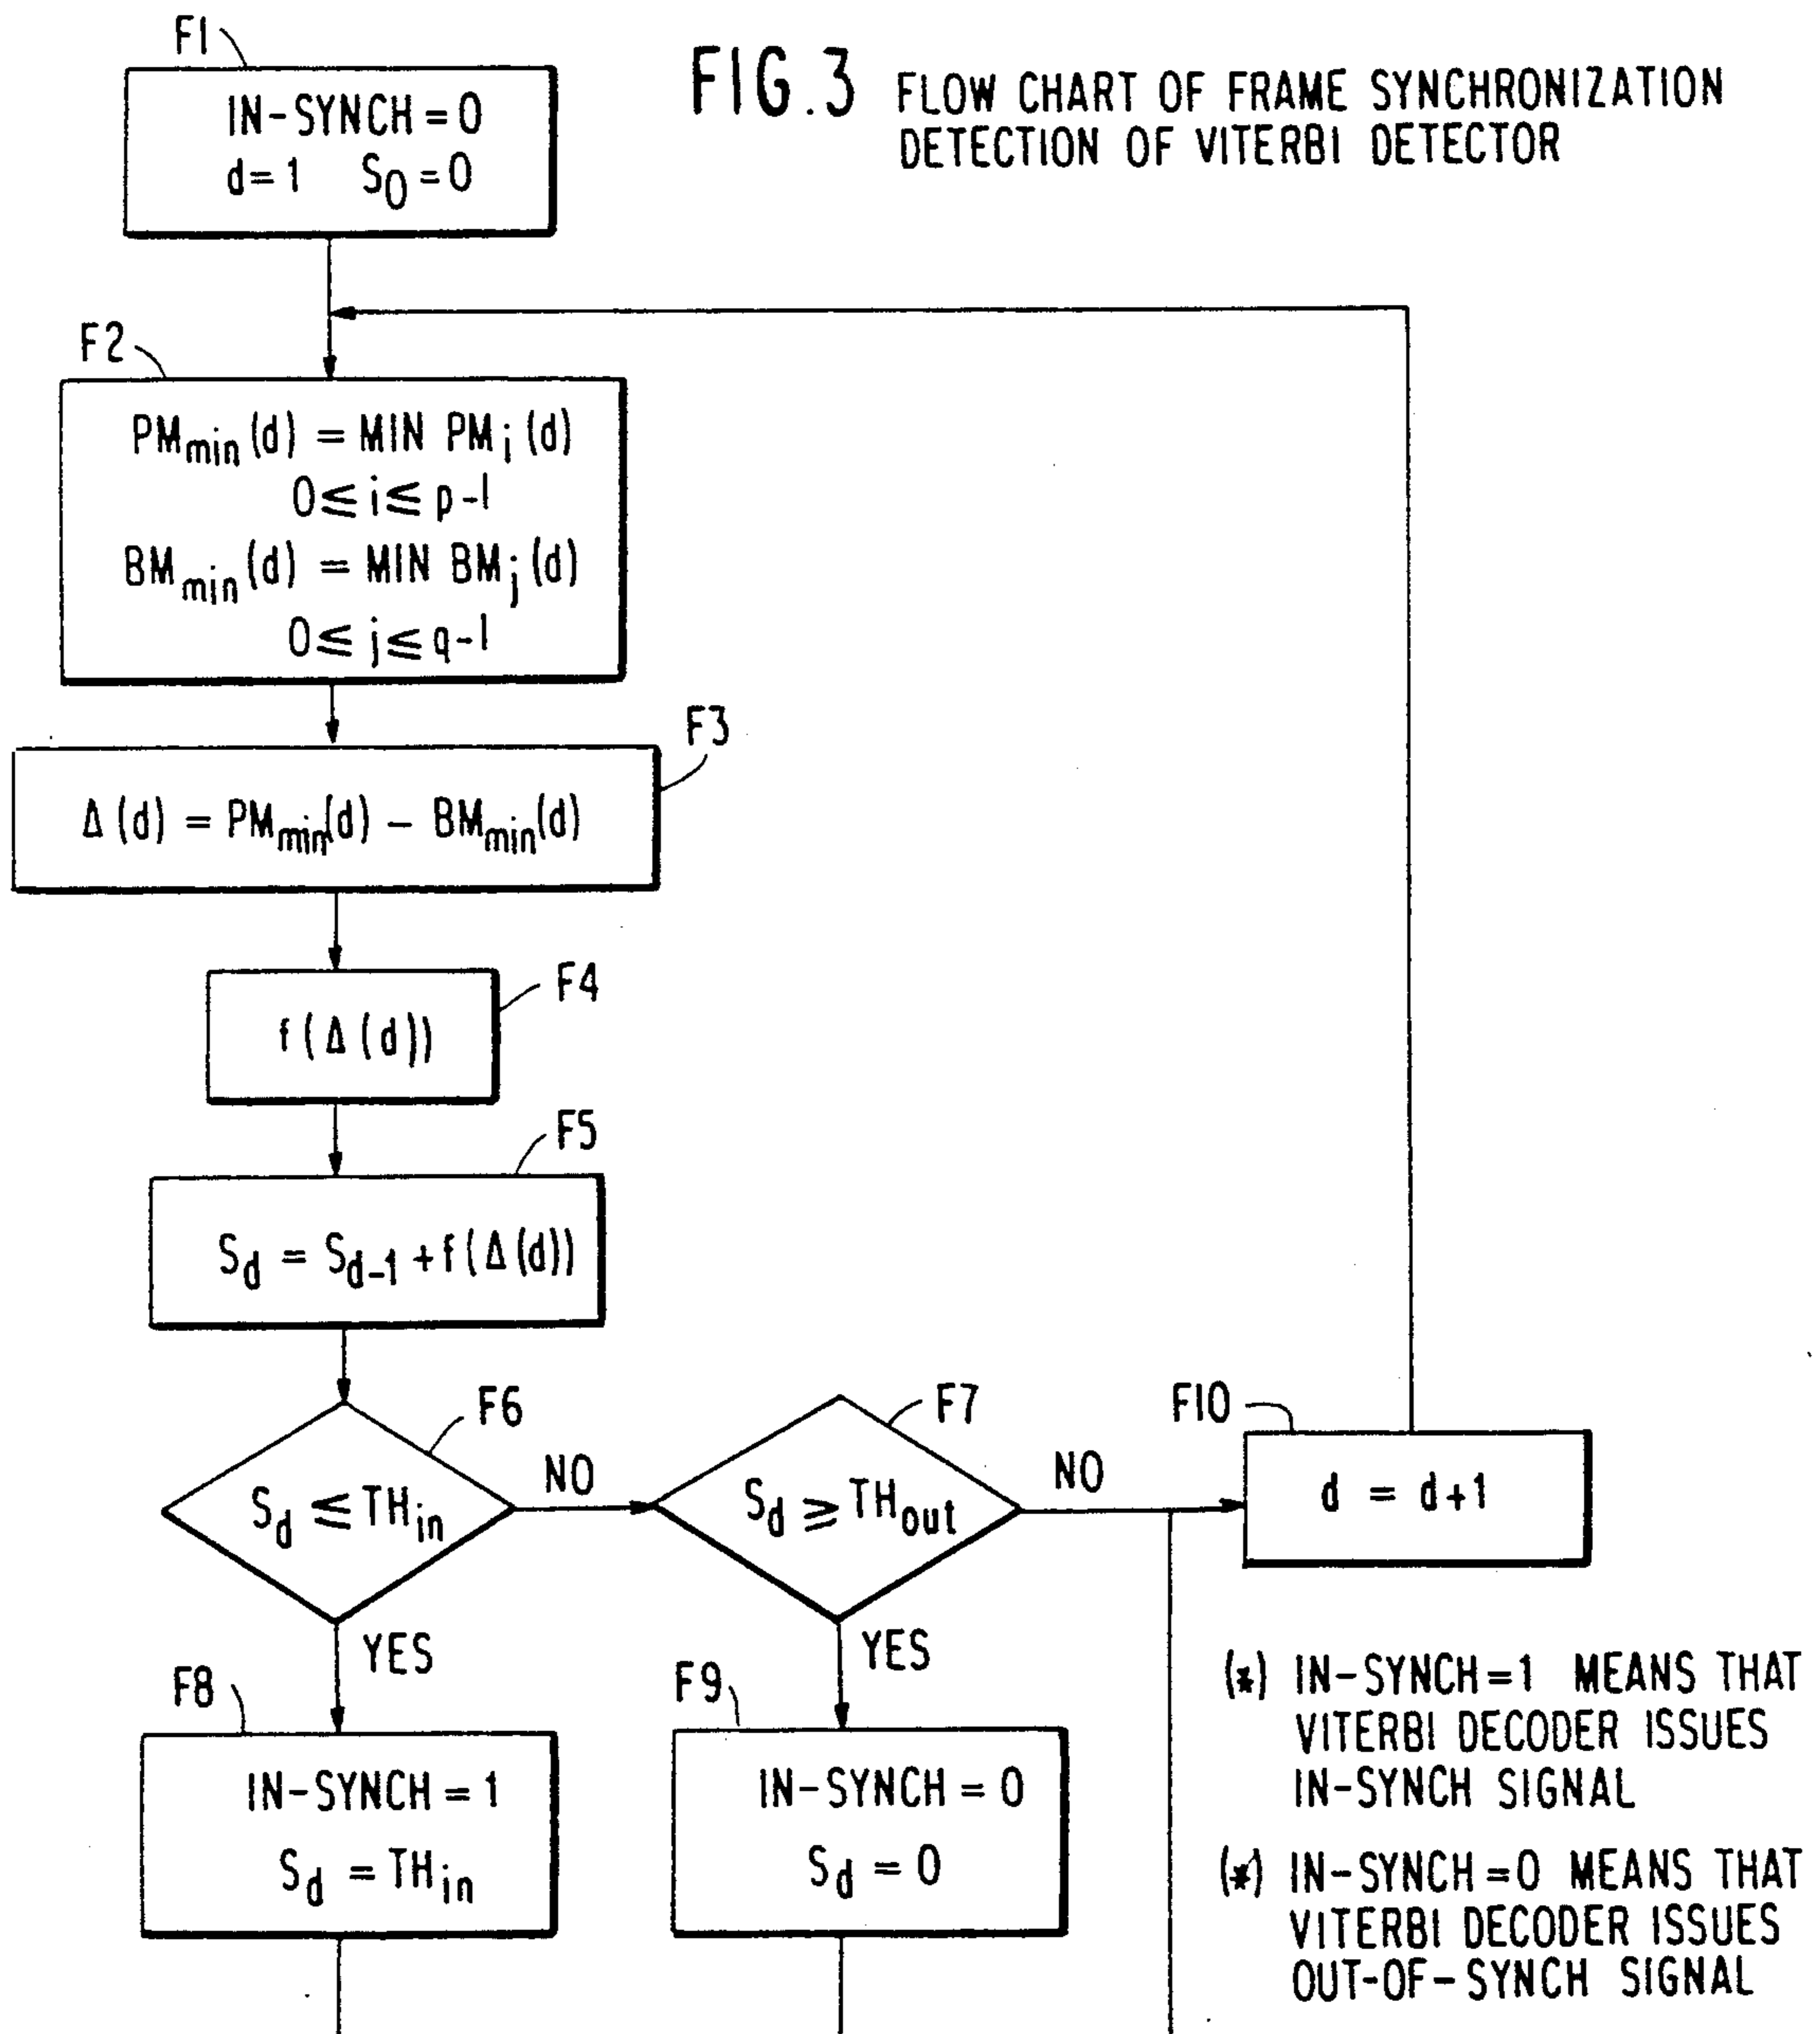 F1
FIG.3 FLOW CHART OF FRAME SYNCHRONIZATION
DETECTION OF VITERBI DETECTOR
IN-SYNCH = 0
d=1 S0 = 0
F2
PMmin(d) = MIN PMi(d)
0 ≦ i ≦ p-1
BMmin(d) = MIN BMj(d)
0 ≦ j ≦ q-1
F3
Δ(d) = PMmin(d) - BMmin(d)
F4
f(Δ(d))
F5
Sd = Sd-1 + f(Δ(d))
F6
Sd ≦ THin
NO
F7
Sd ≧ THout
NO
F10
d = d+1
YES
YES
F8
IN-SYNCH = 1
Sd = THin
F9
IN-SYNCH = 0
Sd = 0
(*) IN-SYNCH=1 MEANS THAT
VITERBI DECODER ISSUES
IN-SYNCH SIGNAL
(*) IN-SYNCH=0 MEANS THAT
VITERBI DECODER ISSUES
OUT-OF-SYNCH SIGNAL